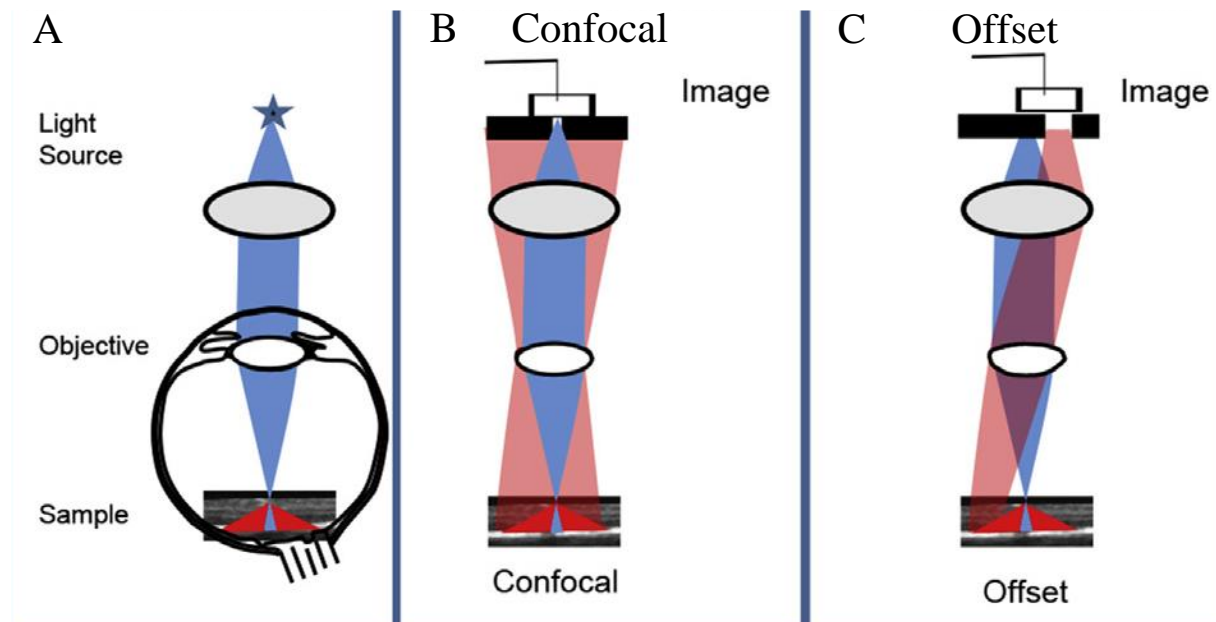 A
Light
Source
Objective
Sample
B Confocal
Image
Confocal
C Offset
Image
Offset